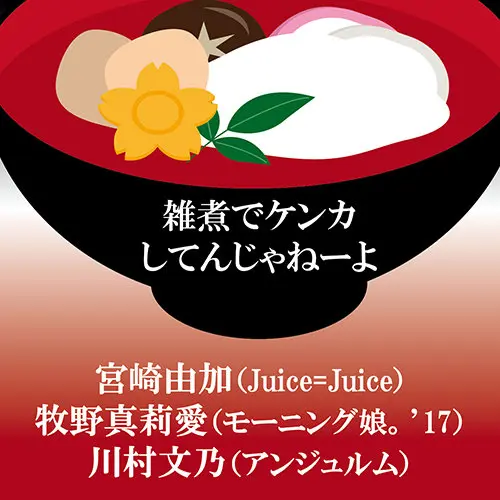 雑煮でケンカ
してんじゃねーよ
宮崎由加(Juice=Juice)
牧野真莉愛(モーニング娘。’17)
川村文乃(アンジュルム)